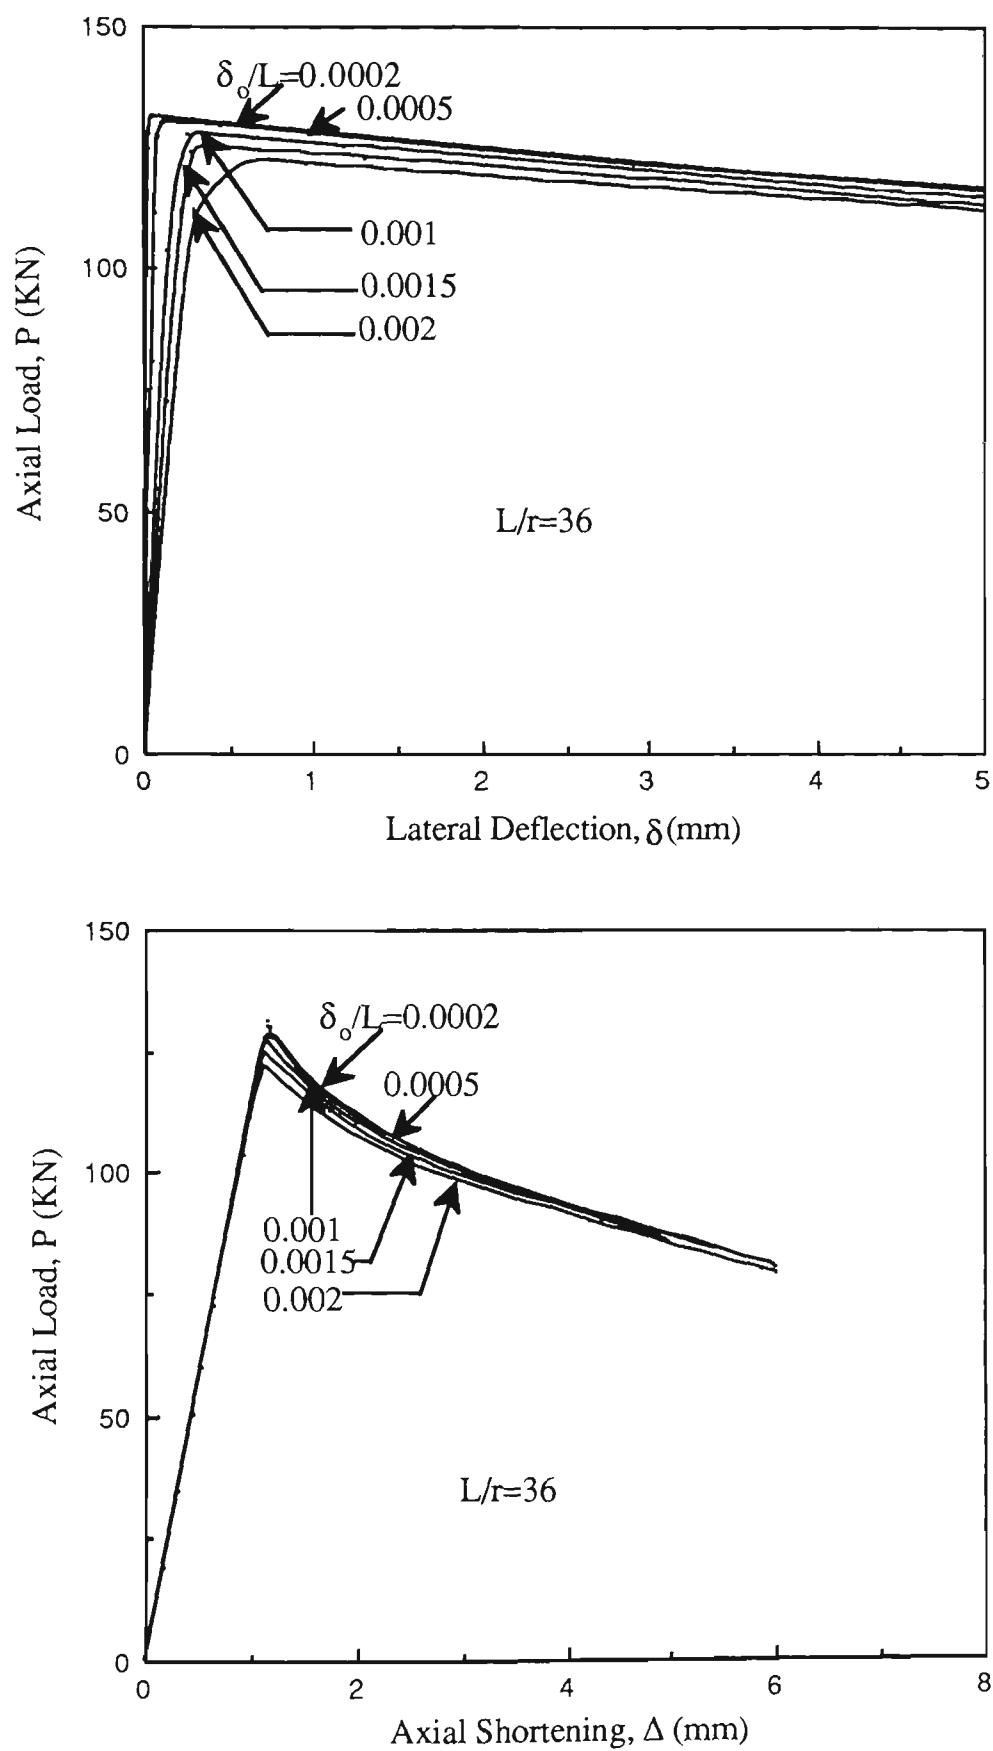 150
δo/L=0.0002
0.0005
0.001
100
0.0015
0.002
Axial Load, P (KN)
50
L/r=36
0
0 1 2 3 4 5
Lateral Deflection, δ (mm)
150
δo/L=0.0002
0.0005
100
0.001
0.0015
0.002
Axial Load, P (KN)
50
L/r=36
0
0 2 4 6 8
Axial Shortening, Δ (mm)